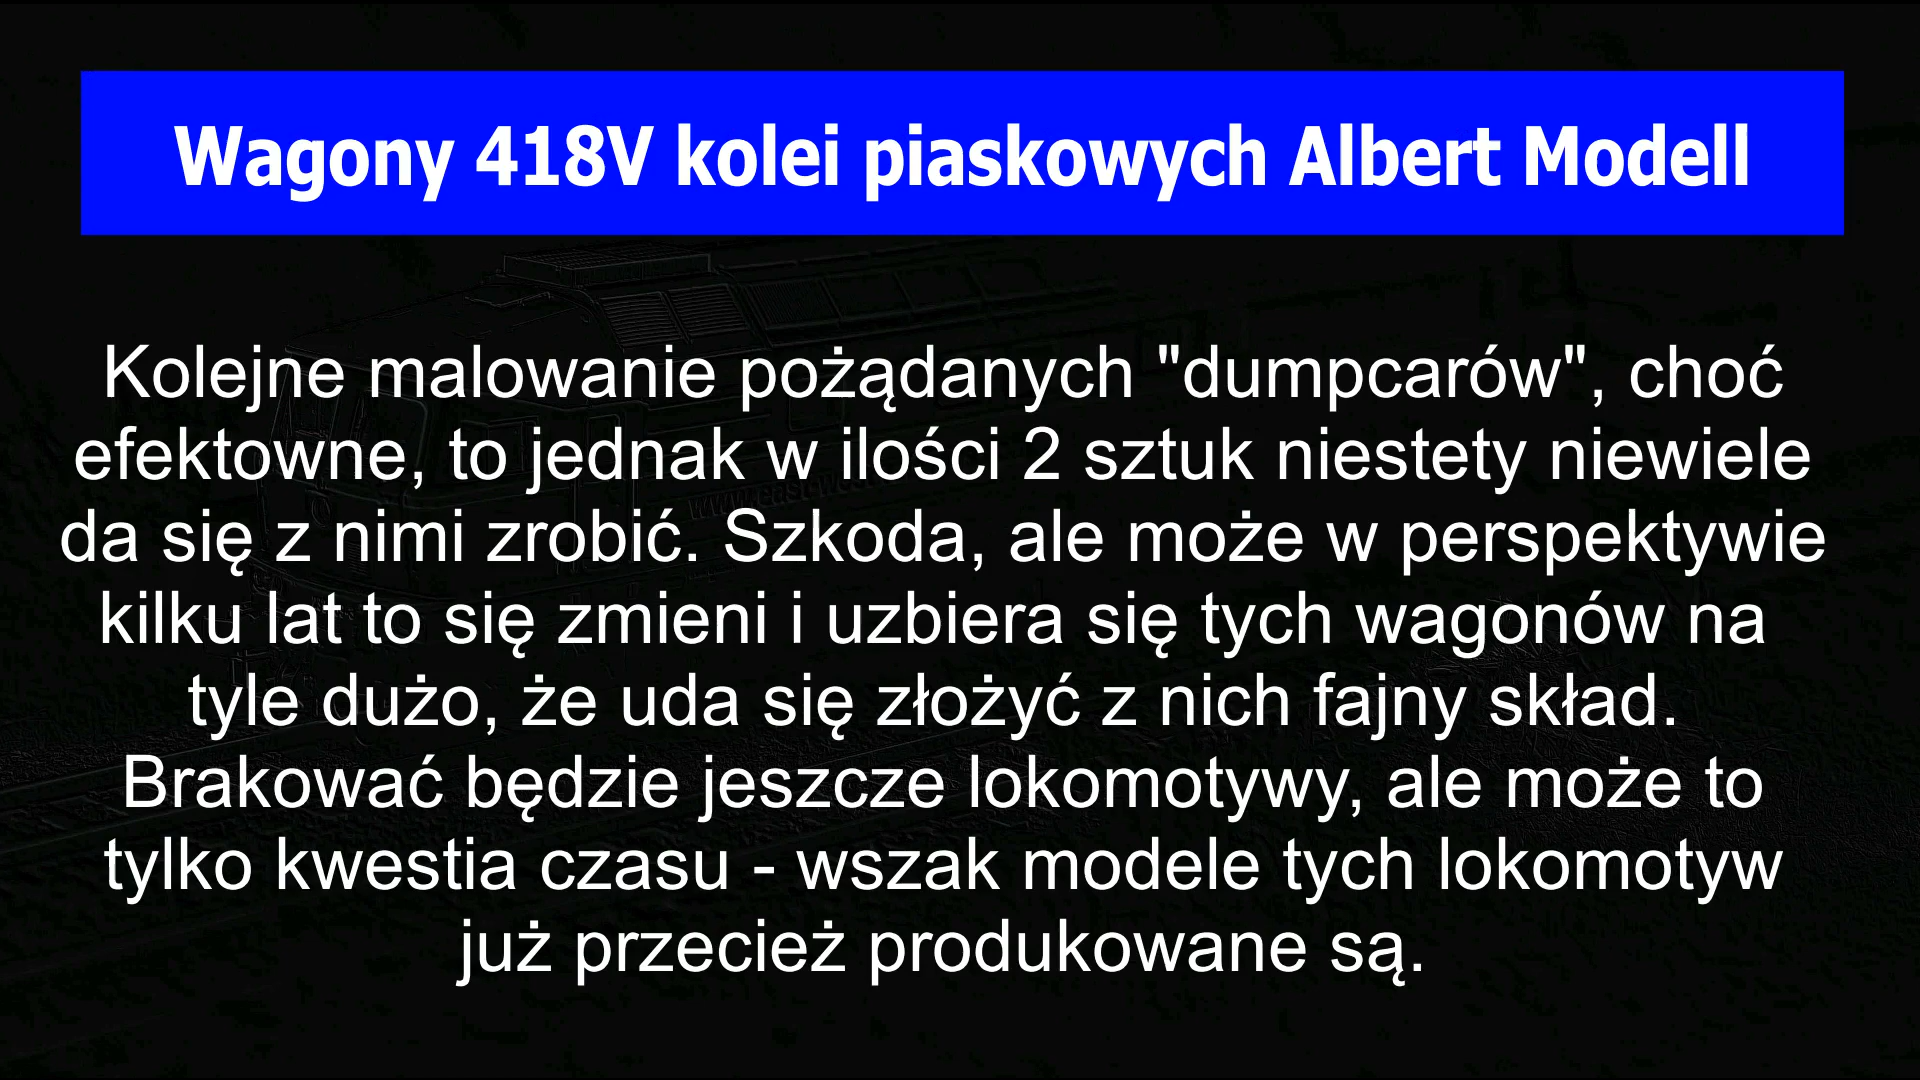 Wagony 418V kolei piaskowych Albert Modell
Kolejne malowanie pożądanych "dumpcarów", choć
efektowne, to jednak w ilości 2 sztuk niestety niewiele
da się z nimi zrobić. Szkoda, ale może w perspektywie
kilku lat to się zmieni i uzbiera się tych wagonów na
tyle dużo, że uda się złożyć z nich fajny skład.
Brakować będzie jeszcze lokomotywy, ale może to
tylko kwestia czasu - wszak modele tych lokomotyw
już przecież produkowane są.